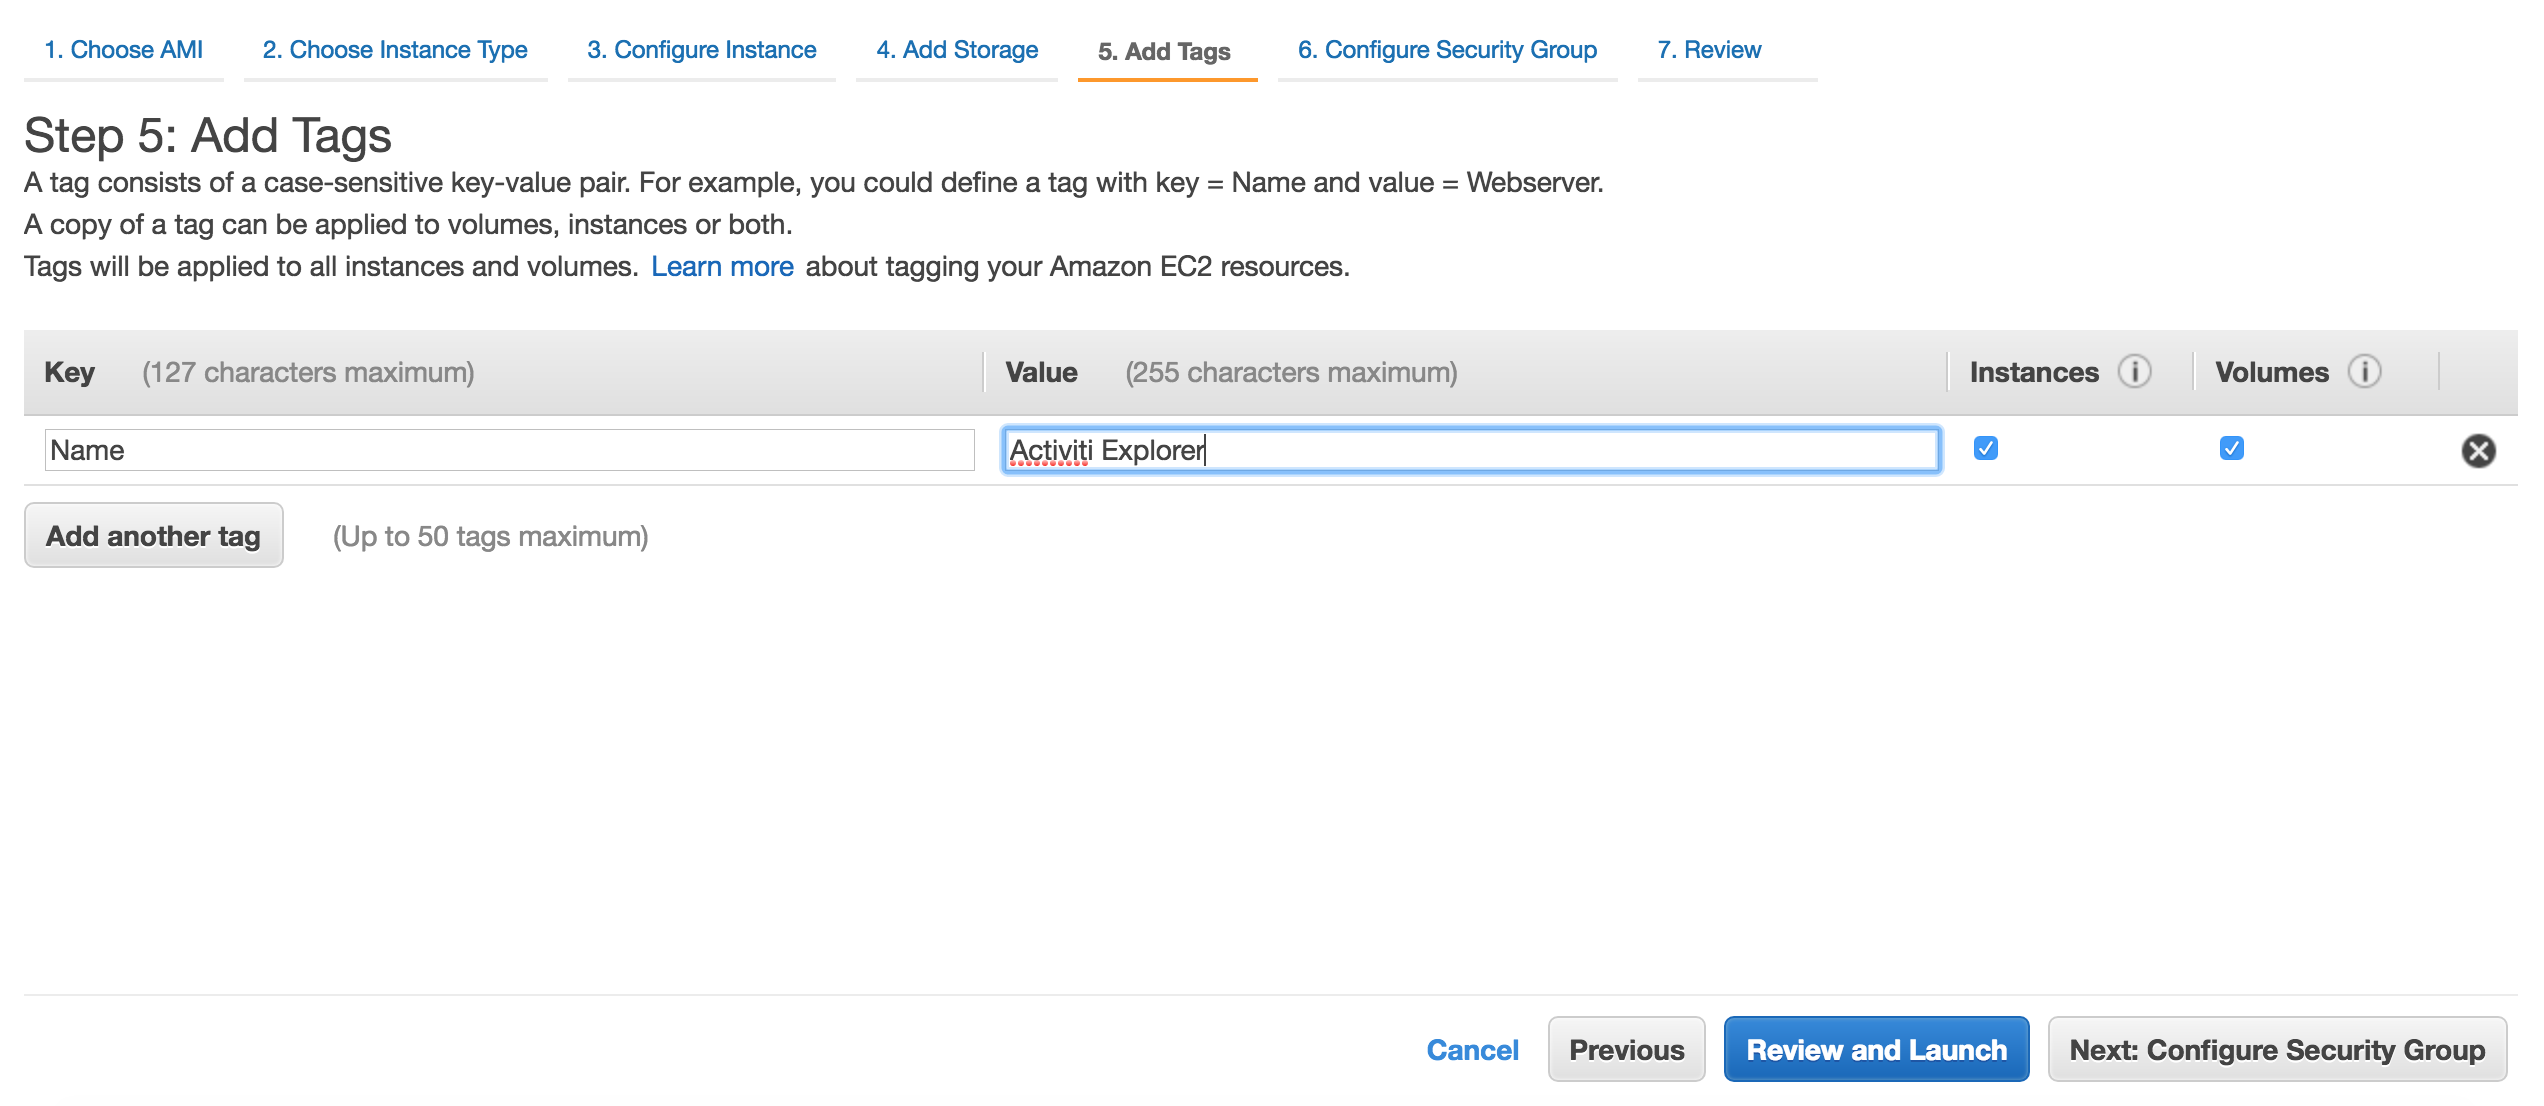 1. Choose AMI 2. Choose Instance Type 3. Configure Instance 4. Add Storage 5. Add Tags 6. Configure Security Group 7. Review
Step 5: Add Tags
A tag consists of a case-sensitive key-value pair. For example, you could define a tag with key = Name and value = Webserver.
A copy of a tag can be applied to volumes, instances or both.
Tags will be applied to all instances and volumes. Learn more about tagging your Amazon EC2 resources.
Key (127 characters maximum) Value (255 characters maximum) Instances i Volumes i
Name Activiti Explorer
Add another tag (Up to 50 tags maximum)
Cancel Previous Review and Launch Next: Configure Security Group